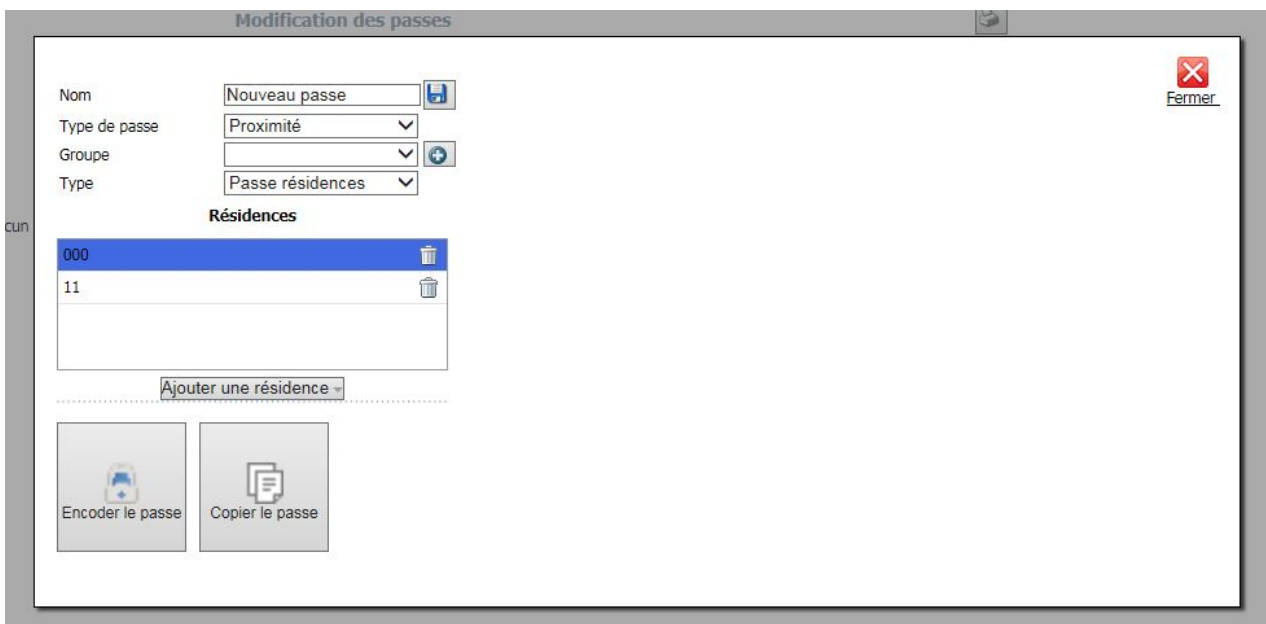 Modification des passes
Fermer
Nom Nouveau passe
Type de passe Proximité
Groupe
Type Passe résidences
Résidences
cun
000
11
Ajouter une résidence
Encoder le passe Copier le passe